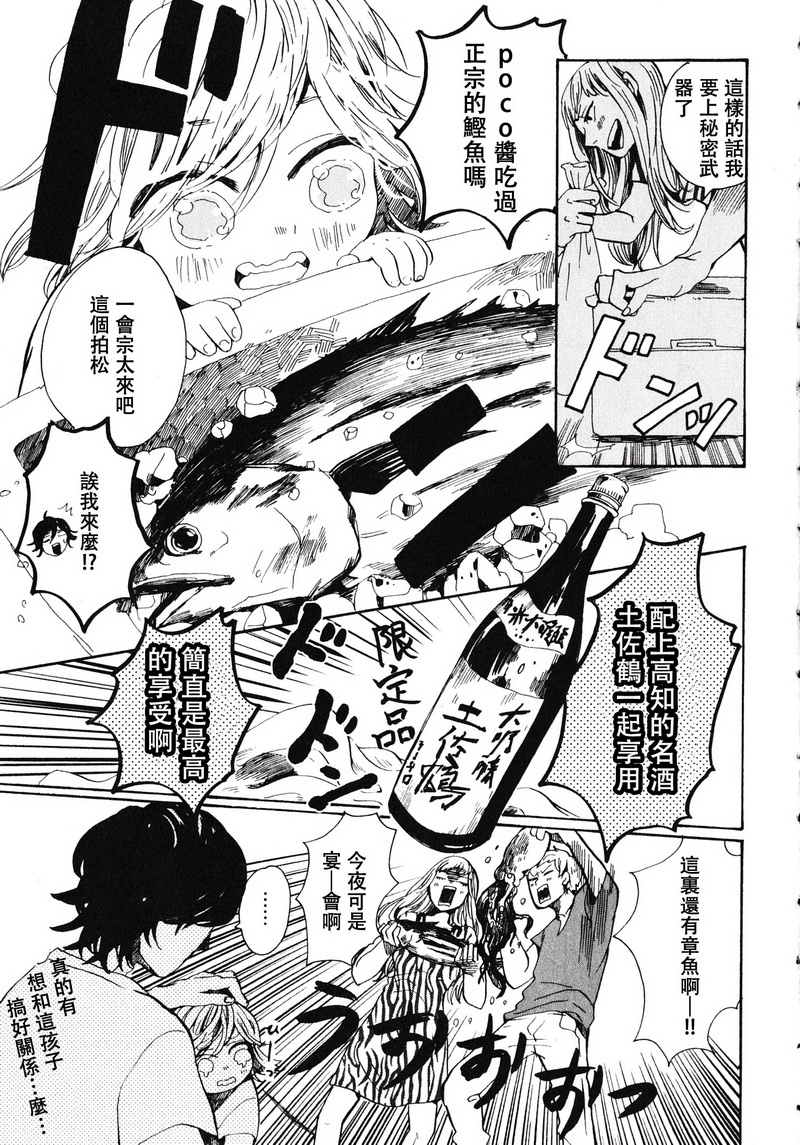 這樣的話我
要上秘密武
器了
ドンッ
poco醬吃過
正宗的鰹魚嗎
ド
ン
一會宗太來吧
這個拍松
誒我來麼!?
配上高知的名酒
土佐鶴一起享用
限定品
大吟醸
土佐鶴
ドドン
簡直是最高
的享受啊
這裏還有章魚啊──!!
今夜可是
宴──會啊
うおおおおっ
……
真的有
想和這孩子
搞好關係…麼…